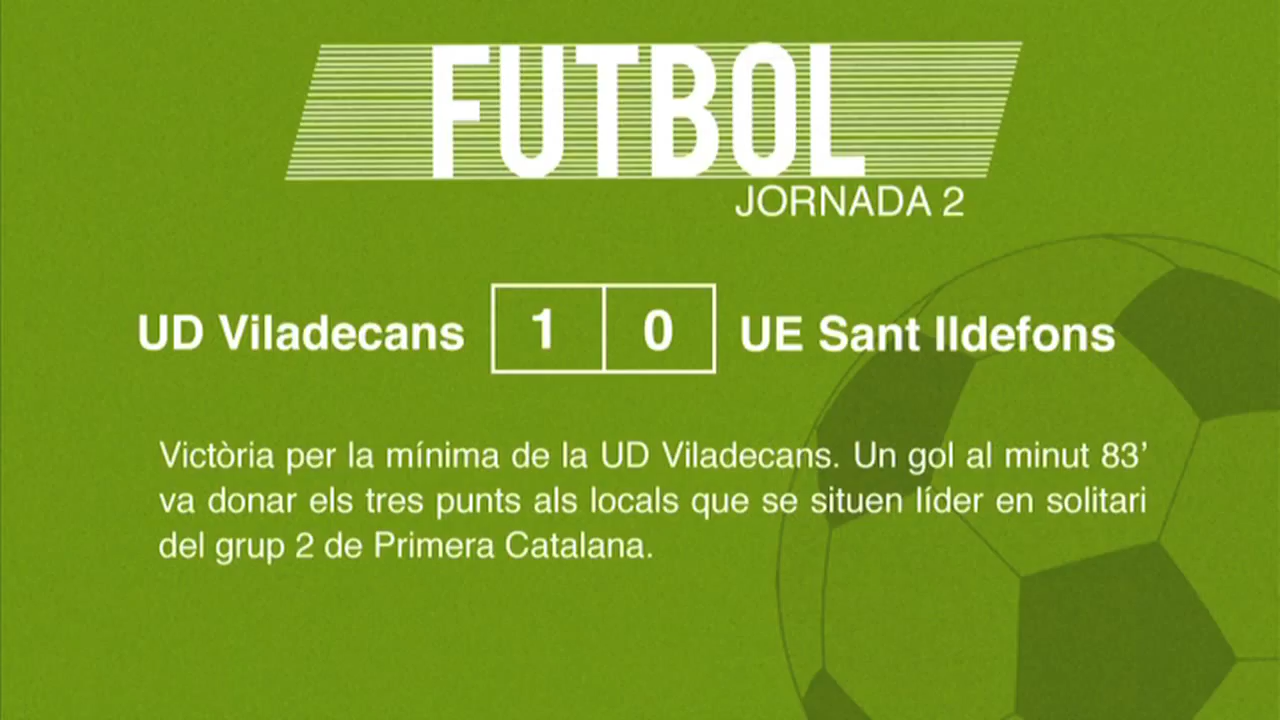 FUTBOL
JORNADA 2
UD Viladecans 1 0 UE Sant Ildefons
Victòria per la mínima de la UD Viladecans. Un gol al minut 83’
va donar els tres punts als locals que se situen líder en solitari
del grup 2 de Primera Catalana.